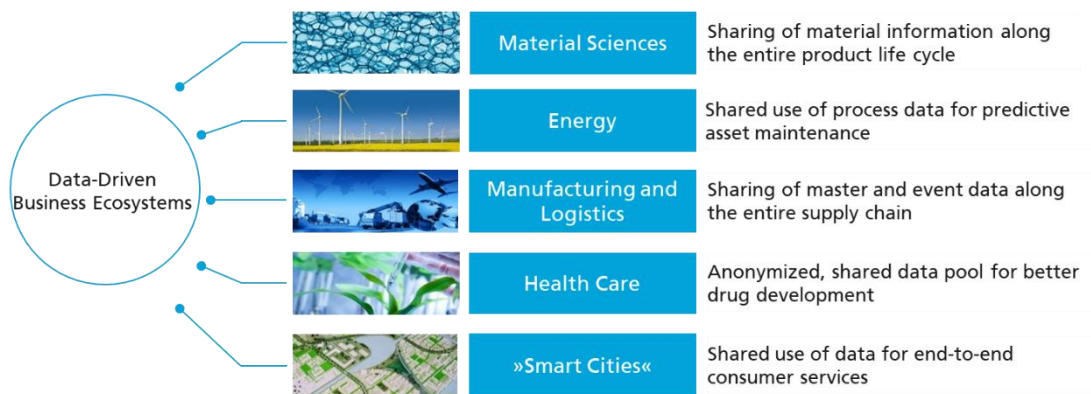 Data-Driven
Business Ecosystems
Material Sciences
Sharing of material information along
the entire product life cycle
Energy
Shared use of process data for predictive
asset maintenance
Manufacturing and
Logistics
Sharing of master and event data along
the entire supply chain
Health Care
Anonymized, shared data pool for better
drug development
»Smart Cities«
Shared use of data for end-to-end
consumer services